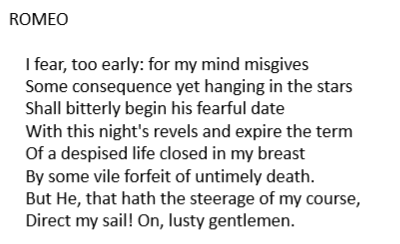 ROMEO
I fear, too early: for my mind misgives
Some consequence yet hanging in the stars
Shall bitterly begin his fearful date
With this night's revels and expire the term
Of a despised life closed in my breast
By some vile forfeit of untimely death.
But He, that hath the steerage of my course,
Direct my sail! On, lusty gentlemen.